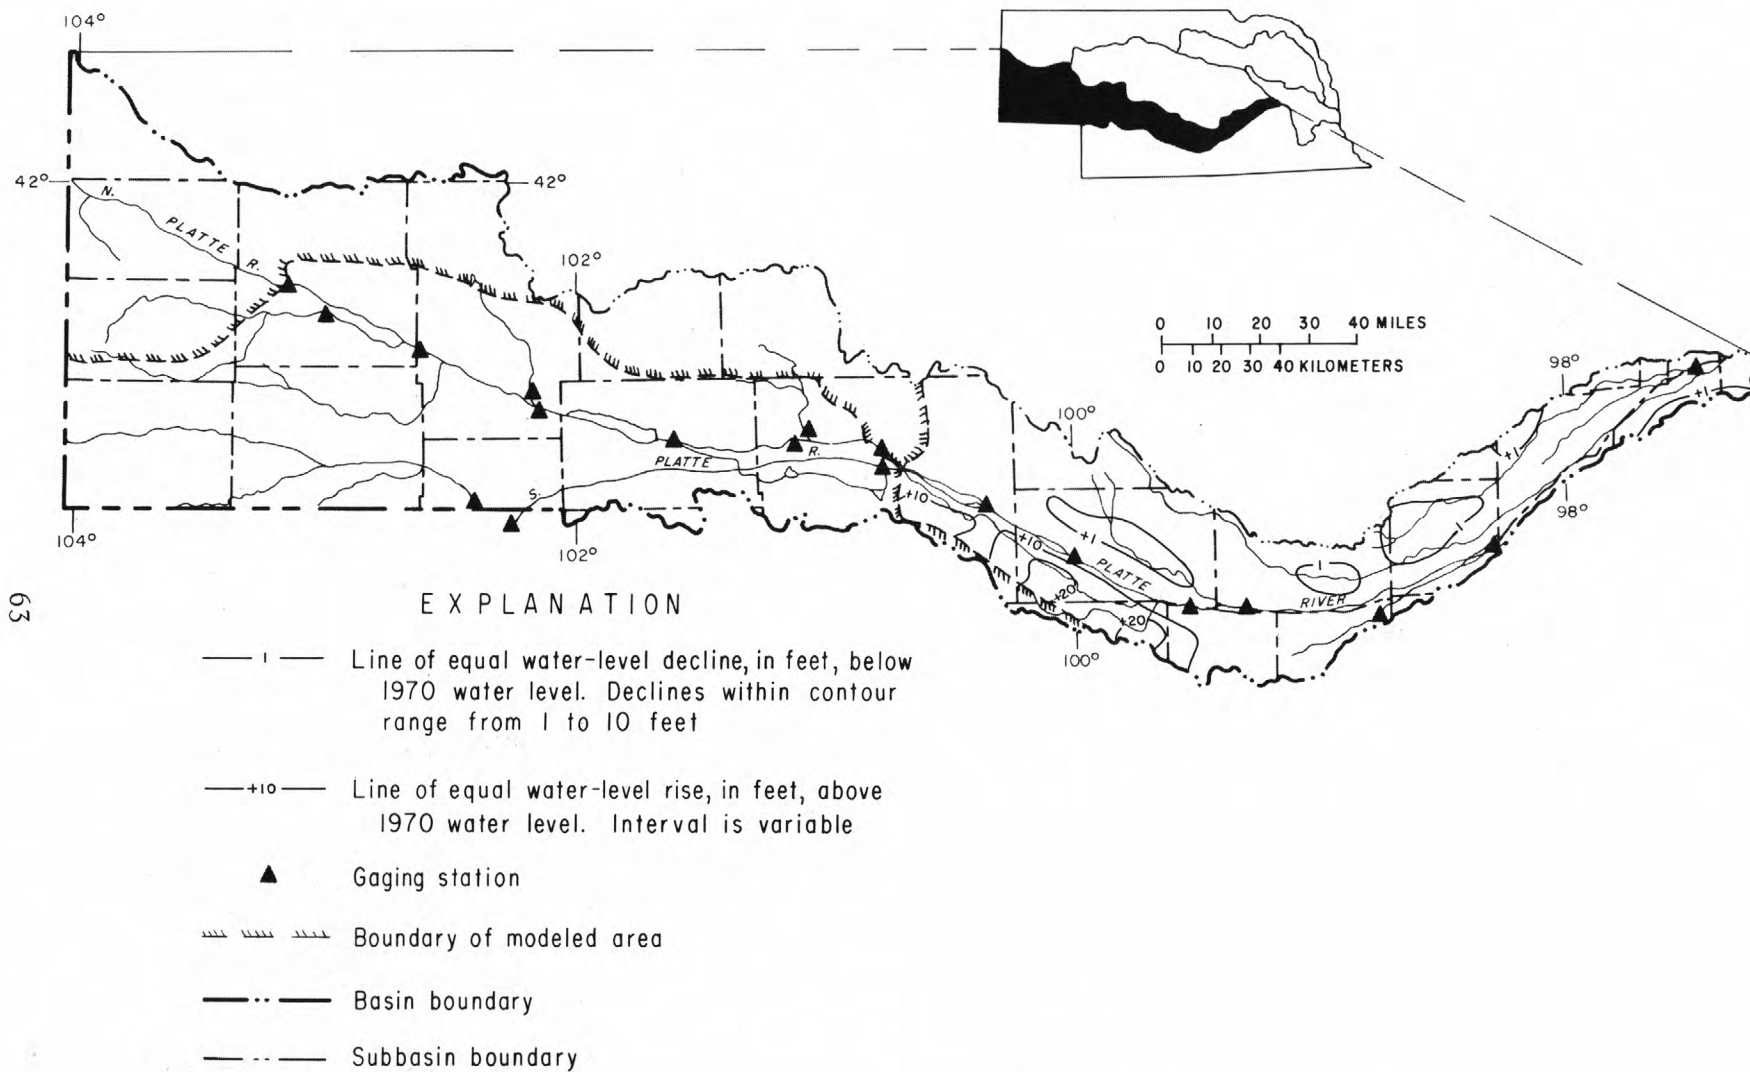 104°
42°
42°
N.
PLATTE
R.
102°
0 10 20 30 40 MILES
0 10 20 30 40 KILOMETERS
98°
+1
100°
+1
R.
PLATTE
S.
+10
1
98°
104°
102°
+10
+1
PLATTE
1
RIVER
+20
+20
100°
63
EXPLANATION
1
Line of equal water-level decline, in feet, below
1970 water level. Declines within contour
range from 1 to 10 feet
+10
Line of equal water-level rise, in feet, above
1970 water level. Interval is variable
Gaging station
Boundary of modeled area
Basin boundary
Subbasin boundary